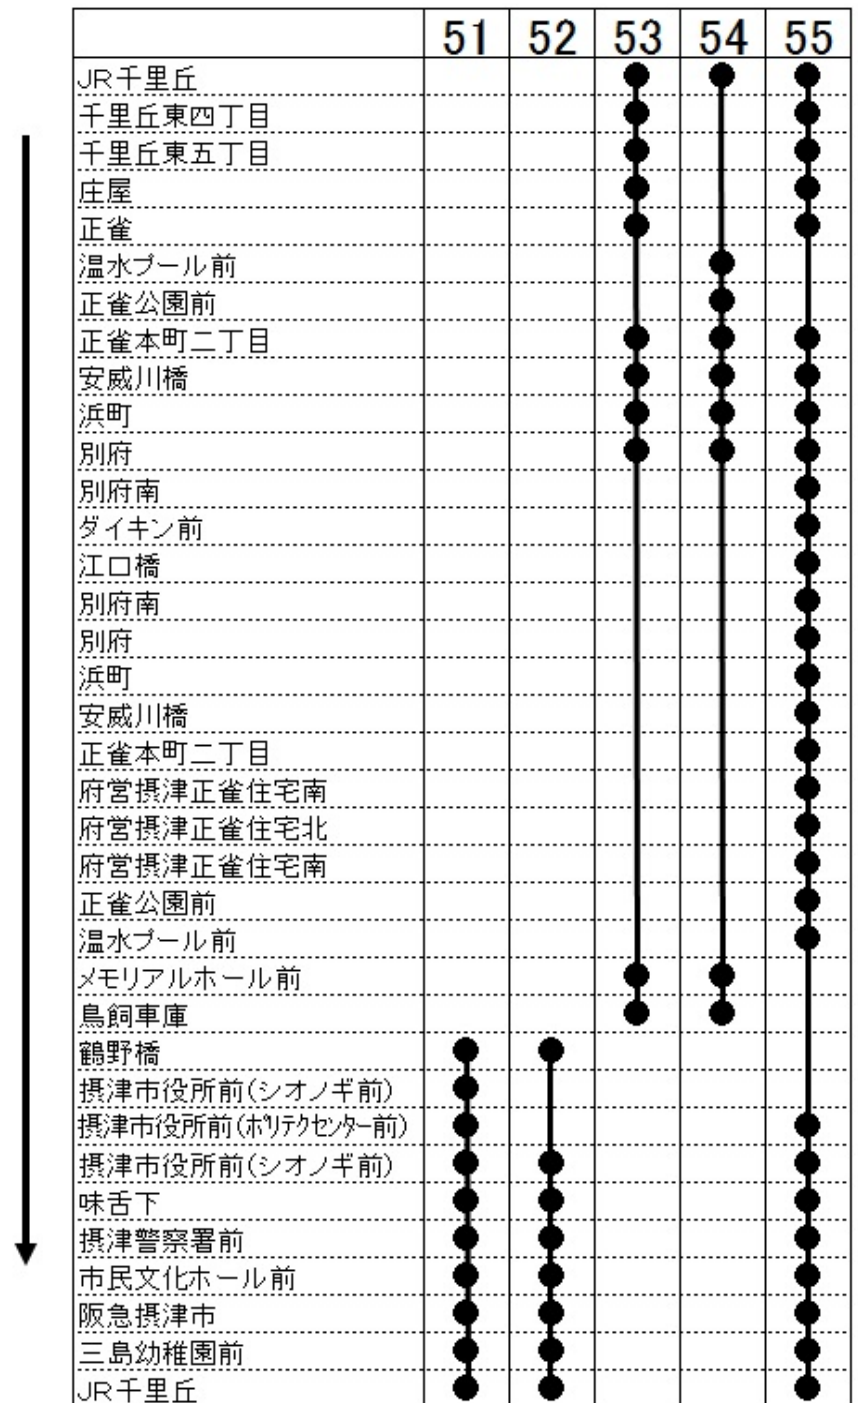 51 52 53 54 55
JR千里丘
千里丘東四丁目
千里丘東五丁目
庄屋
正雀
温水プール前
正雀公園前
正雀本町二丁目
安威川橋
浜町
別府
別府南
ダイキン前
江口橋
別府南
別府
浜町
安威川橋
正雀本町二丁目
府営摂津正雀住宅南
府営摂津正雀住宅北
府営摂津正雀住宅南
正雀公園前
温水プール前
メモリアルホール前
鳥飼車庫
鶴野橋
摂津市役所前(シオノギ前)
摂津市役所前(ポリテクセンター前)
摂津市役所前(シオノギ前)
味舌下
摂津警察署前
市民文化ホール前
阪急摂津市
三島幼稚園前
JR千里丘